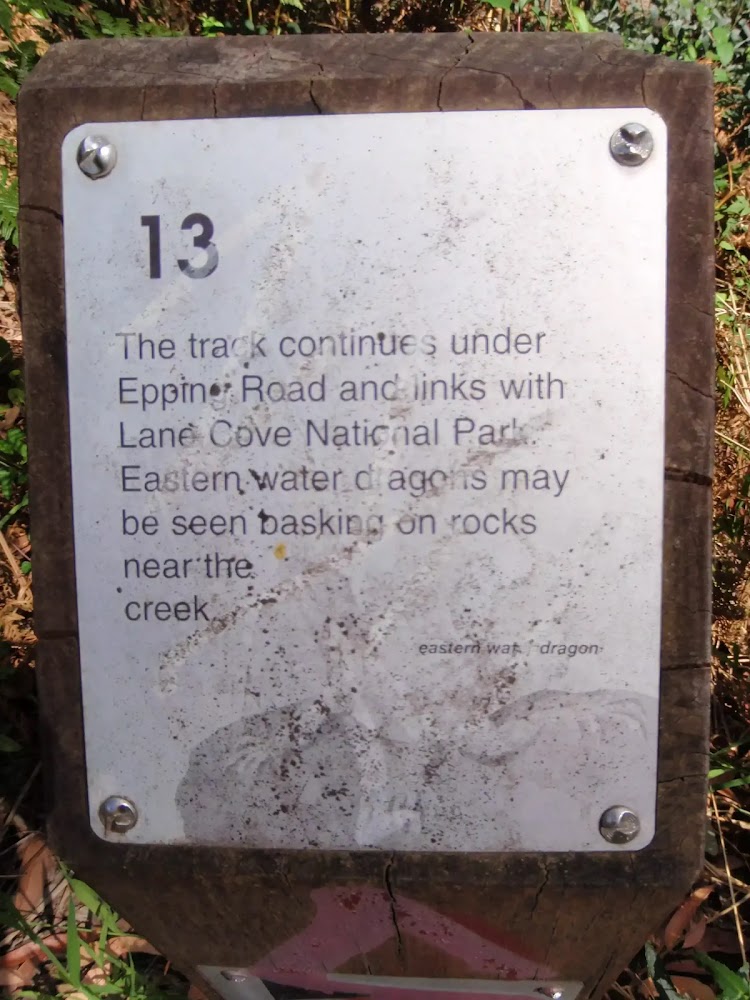 13
The track continues under
Epping Road and links with
Lane Cove National Park.
Eastern water dragons may
be seen basking on rocks
near the
creek.
eastern water dragon